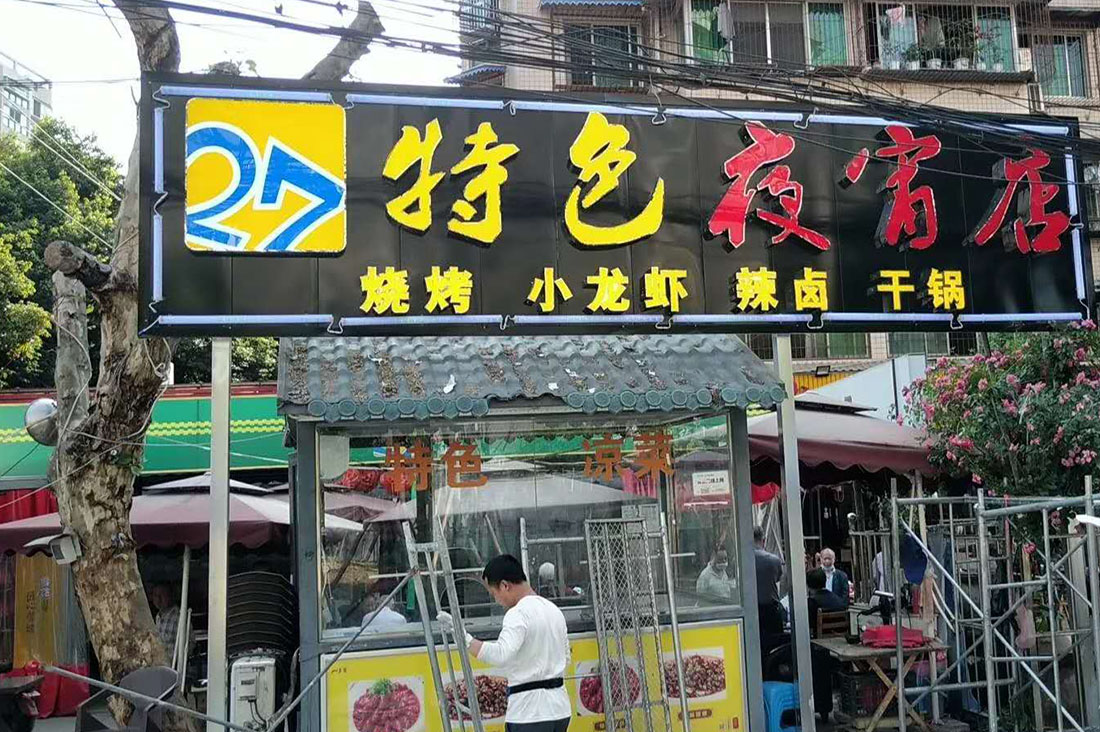 27 特色夜宵店
烧烤 小龙虾 辣卤 干锅
特色 凉菜